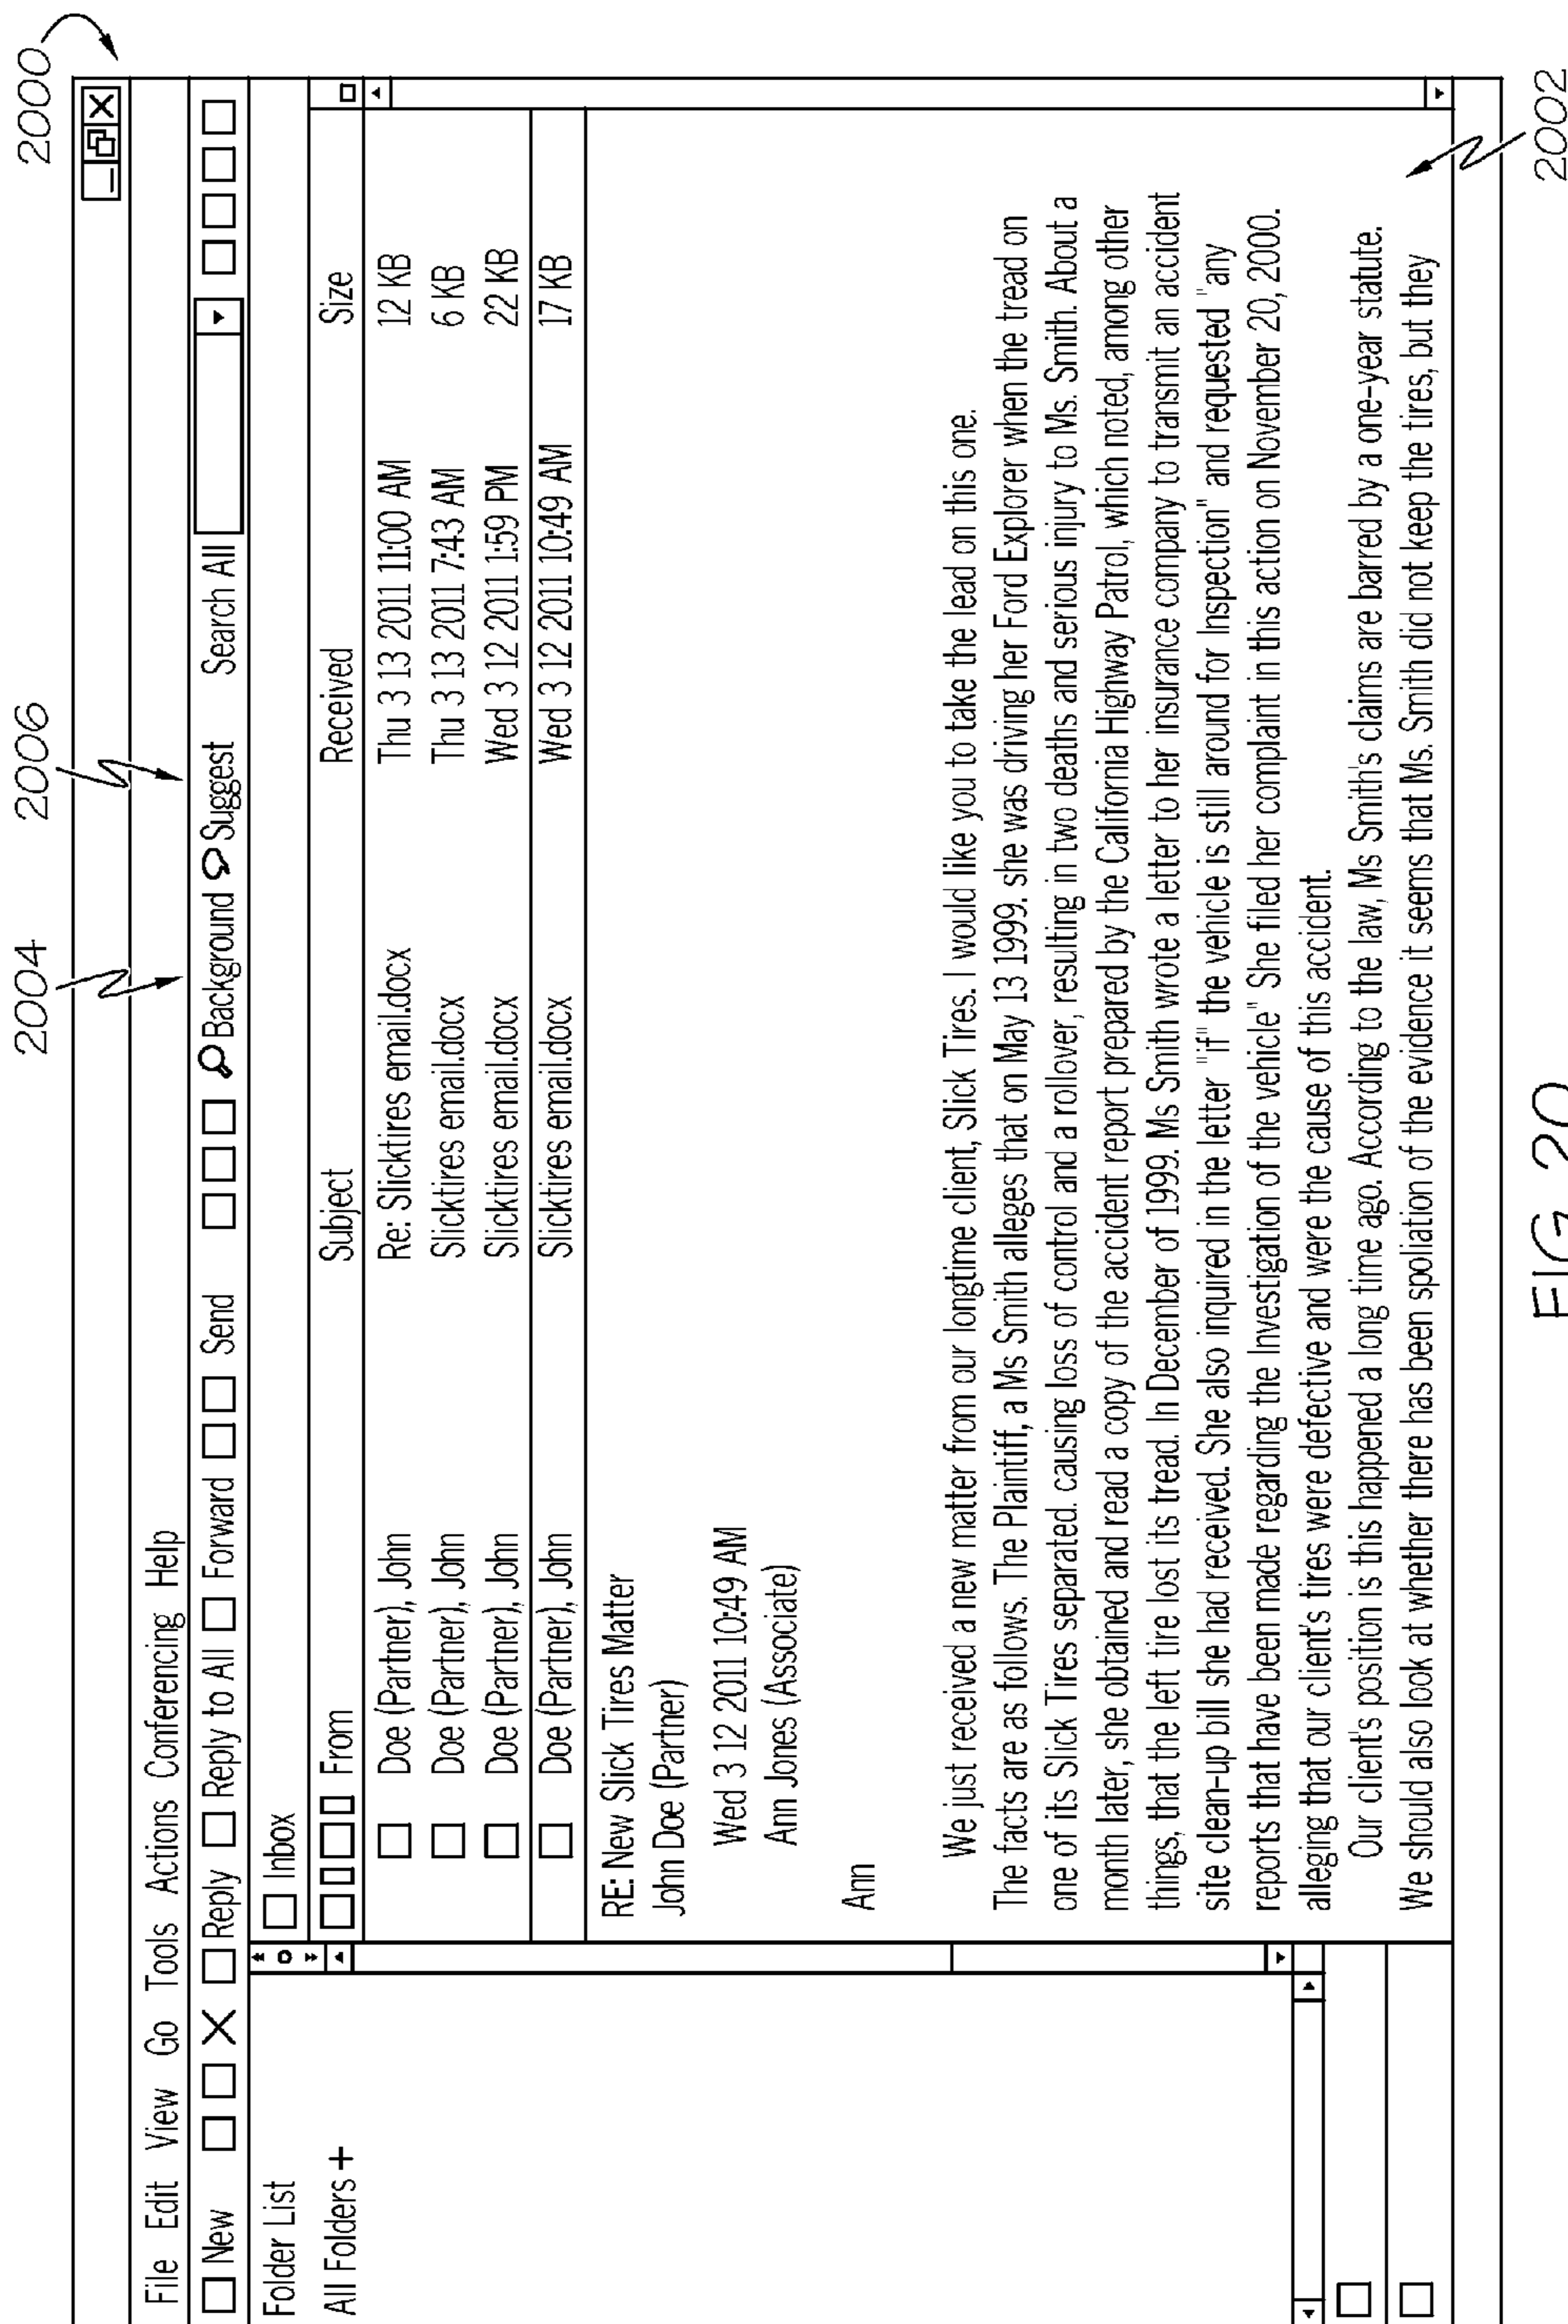 2000
2004
2006
File Edit View Go Tools Actions Conferencing Help
New Reply Reply to All Forward Send Background Suggest Search All
Folder List
Inbox
All Folders +
From Subject Received Size
Doe (Partner), John Re: Slicktires email.docx Thu 3 13 2011 11:00 AM 12 KB
Doe (Partner), John Slicktires email.docx Thu 3 13 2011 7:43 AM 6 KB
Doe (Partner), John Slicktires email.docx Wed 3 12 2011 1:59 PM 22 KB
Doe (Partner), John Slicktires email.docx Wed 3 12 2011 10:49 AM 17 KB
RE: New Slick Tires Matter
John Doe (Partner)
Wed 3 12 2011 10:49 AM
Ann Jones (Associate)
Ann
We just received a new matter from our longtime client, Slick Tires. I would like you to take the lead on this one.
The facts are as follows. The Plaintiff, a Ms Smith alleges that on May 13 1999. she was driving her Ford Explorer when the tread on
one of its Slick Tires separated. causing loss of control and a rollover, resulting in two deaths and serious injury to Ms. Smith. About a
month later, she obtained and read a copy of the accident report prepared by the California Highway Patrol, which noted, among other
things, that the left tire lost its tread. In December of 1999. Ms Smith wrote a letter to her insurance company to transmit an accident
site clean-up bill she had received. She also inquired in the letter "if" the vehicle is still around for Inspection" and requested "any
reports that have been made regarding the Investigation of the vehicle" She filed her complaint in this action on November 20, 2000.
alleging that our client's tires were defective and were the cause of this accident.
Our client's position is this happened a long time ago. According to the law, Ms Smith's claims are barred by a one-year statute.
We should also look at whether there has been spoliation of the evidence it seems that Ms. Smith did not keep the tires, but they
2002
FIG 20